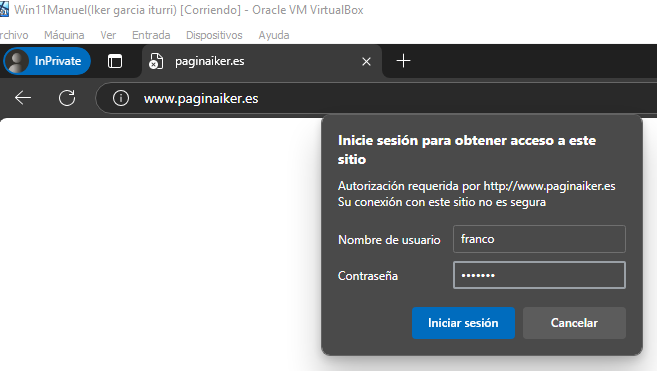 Win11Manuel(Iker garcia iturri) [Corriendo] - Oracle VM VirtualBox
rchivo Máquina Ver Entrada Dispositivos Ayuda
InPrivate paginaiker.es
www.paginaiker.es
Inicie sesión para obtener acceso a este
sitio
Autorización requerida por http://www.paginaiker.es
Su conexión con este sitio no es segura
Nombre de usuario franco
Contraseña •••••••
Iniciar sesión Cancelar